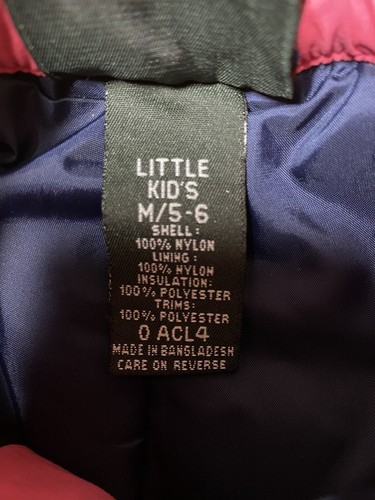 LITTLE
KID'S
M/5-6
SHELL:
100% NYLON
LINING:
100% NYLON
INSULATION:
100% POLYESTER
TRIMS:
100% POLYESTER
0 ACL4
MADE IN BANGLADESH
CARE ON REVERSE